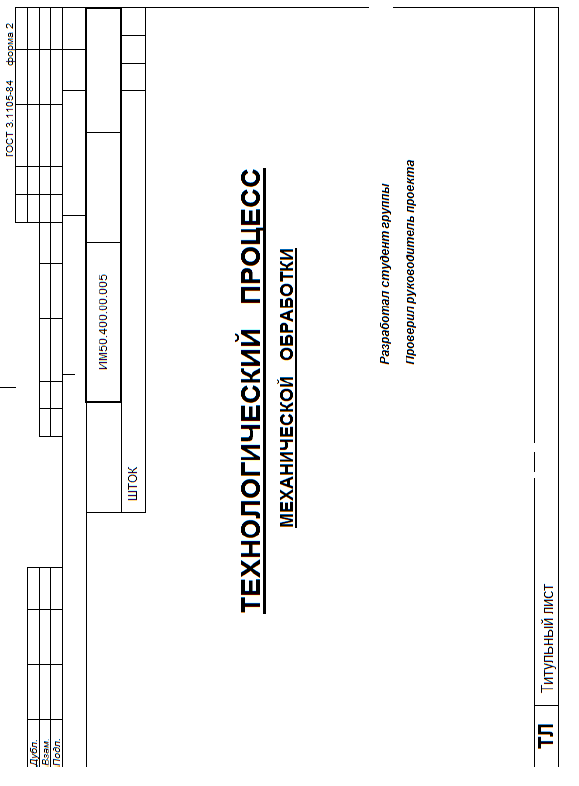 ГОСТ 3.1105-84 форма 2
Дубл.
Взам.
Подл.
ИМ50.400.00.005
ШТОК
ТЕХНОЛОГИЧЕСКИЙ ПРОЦЕСС
МЕХАНИЧЕСКОЙ ОБРАБОТКИ
Разработал студент группы
Проверил руководитель проекта
ТЛ Титульный лист